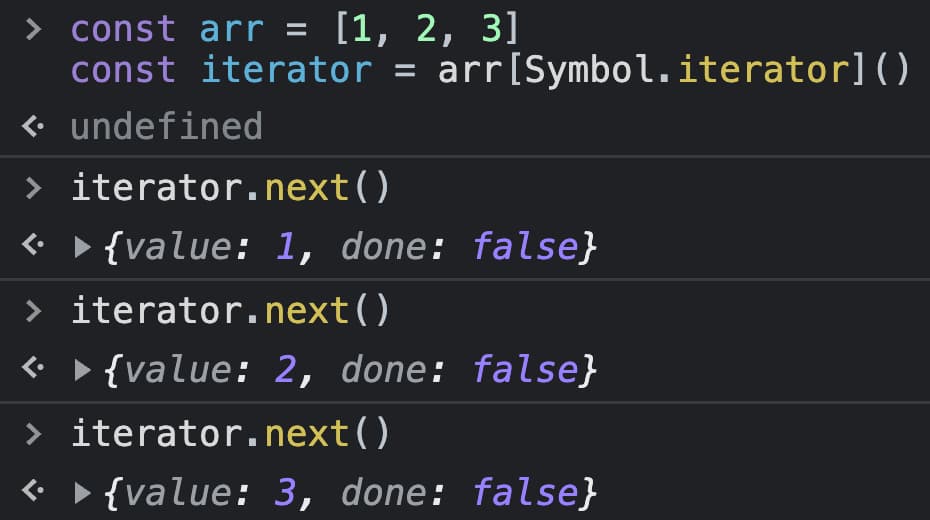 > const arr = [1, 2, 3]
const iterator = arr[Symbol.iterator]()
undefined
> iterator.next()
{value: 1, done: false}
> iterator.next()
{value: 2, done: false}
> iterator.next()
{value: 3, done: false}